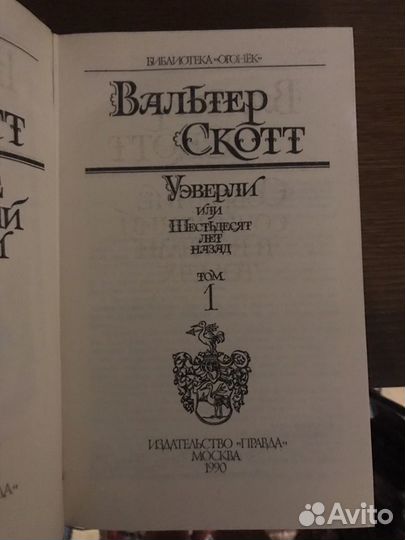 БИБЛИОТЕКА «ОГОНЁК»
ВАЛЬТЕР
СКОТТ
УЭВЕРЛИ
ИЛИ
ШЕСТЬДЕСЯТ
ЛЕТ
НАЗАД
ТОМ
1
ИЗДАТЕЛЬСТВО «ПРАВДА»
МОСКВА
1990
Avito